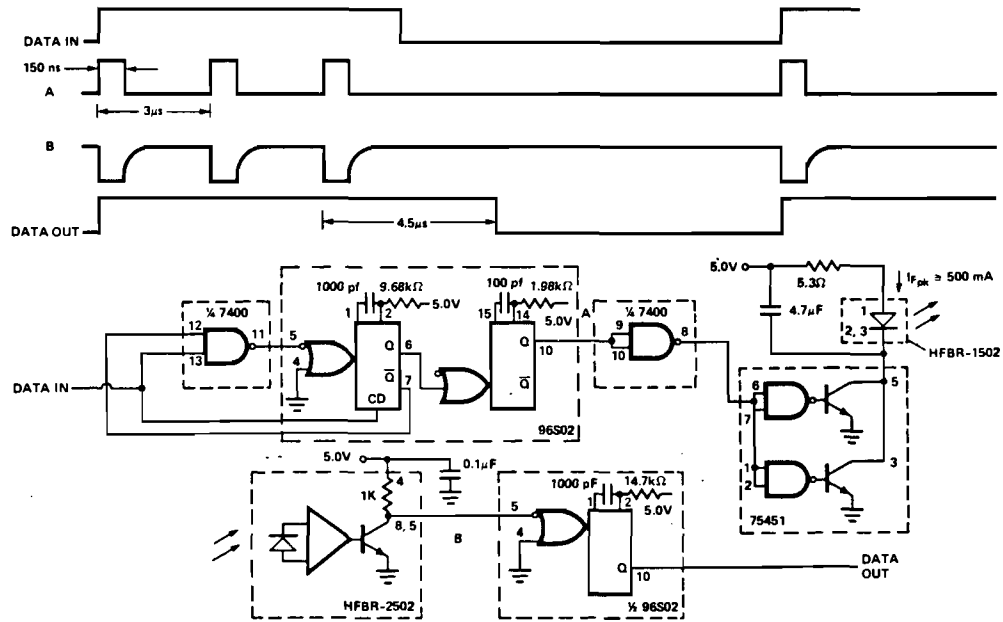 DATA IN
150 ns
A
3μs
B
4.5μs
DATA OUT
5.0V
5.3Ω
I Fpk ≅ 500 mA
4.7μF
1
2, 3
HFBR-1502
1000 pf
9.68kΩ
5.0V
1
2
100 pf
1.98kΩ
5.0V
15
14
A
¼ 7400
12
13
11
5
4
Q
6
Q̅
7
CD
Q
10
Q̅
96S02
¼ 7400
9
10
8
DATA IN
6
7
5
1
2
3
75451
5.0V
0.1μF
4
1K
8, 5
B
HFBR-2502
1000 pF
14.7kΩ
5.0V
1
2
5
4
Q
10
½ 96S02
DATA
OUT